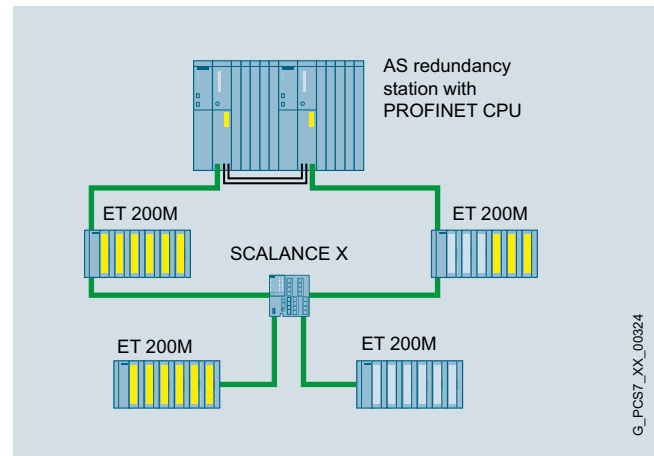 AS redundancy
station with
PROFINET CPU
ET 200M
ET 200M
SCALANCE X
ET 200M
ET 200M
G_PCS7_XX_00324